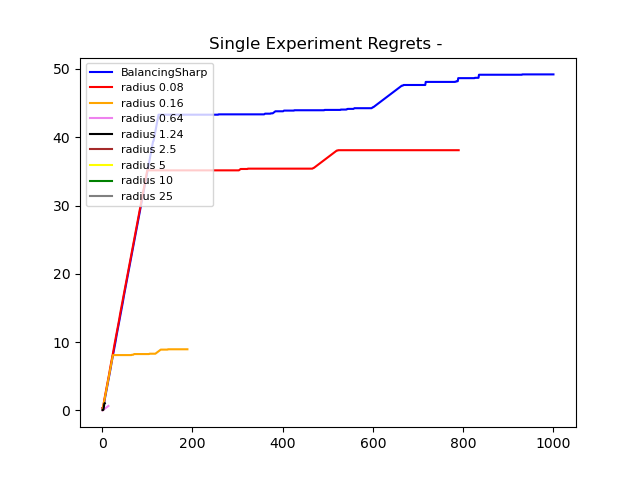 Single Experiment Regrets -
50
40
30
20
10
0
BalancingSharp
radius 0.08
radius 0.16
radius 0.64
radius 1.24
radius 2.5
radius 5
radius 10
radius 25
0 200 400 600 800 1000